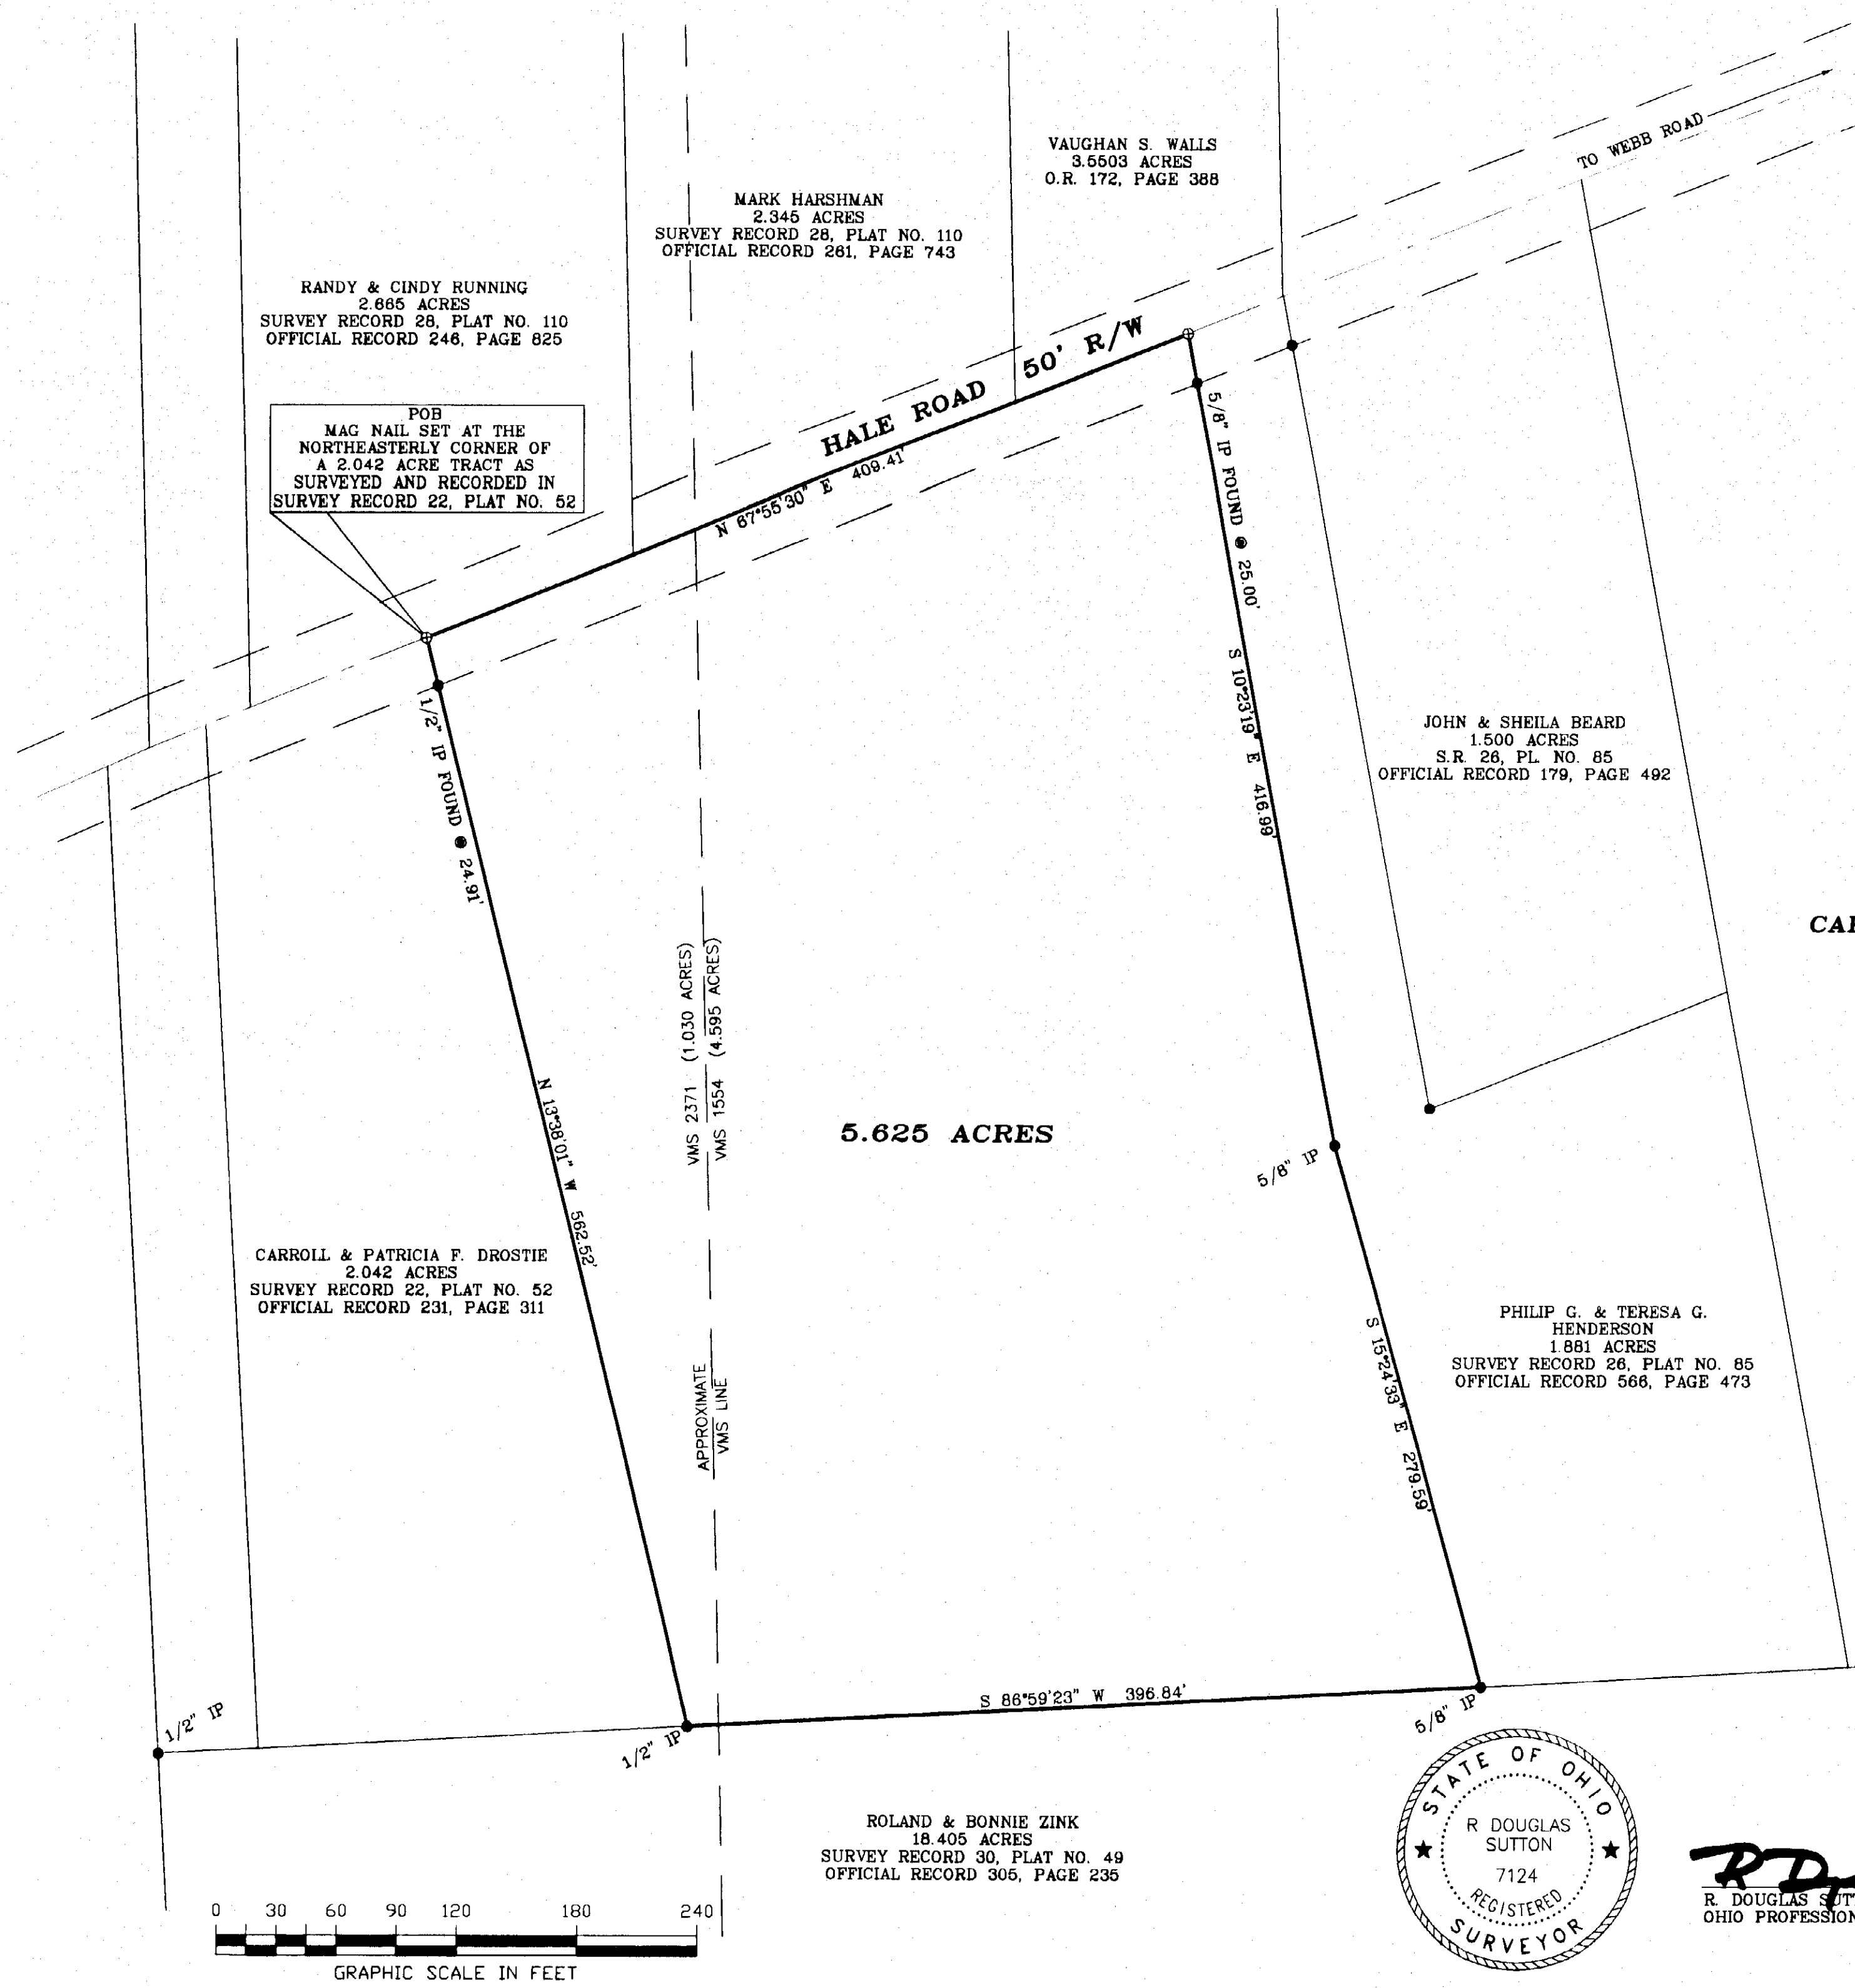 TO WEBB ROAD
VAUGHAN S. WALLS
3.5503 ACRES
O.R. 172, PAGE 388
MARK HARSHMAN
2.345 ACRES
SURVEY RECORD 28, PLAT NO. 110
OFFICIAL RECORD 261, PAGE 743
RANDY & CINDY RUNNING
2.665 ACRES
SURVEY RECORD 28, PLAT NO. 110
OFFICIAL RECORD 246, PAGE 825
POB
MAG NAIL SET AT THE
NORTHEASTERLY CORNER OF
A 2.042 ACRE TRACT AS
SURVEYED AND RECORDED IN
SURVEY RECORD 22, PLAT NO. 52
HALE ROAD 50' R/W
N 67°55'30" E 409.41'
5/8" IP FOUND @ 25.00'
S 10°23'19" E 416.99'
1/2" IP FOUND @ 24.91'
N 13°38'01" W 562.52'
JOHN & SHEILA BEARD
1.500 ACRES
S.R. 26, PL. NO. 85
OFFICIAL RECORD 179, PAGE 492
VMS 2371 (1.030 ACRES)
VMS 1554 (4.595 ACRES)
5.625 ACRES
5/8" IP
CARROLL & PATRICIA F. DROSTIE
2.042 ACRES
SURVEY RECORD 22, PLAT NO. 52
OFFICIAL RECORD 231, PAGE 311
APPROXIMATE
VMS LINE
S 15°24'33" E 279.59'
PHILIP G. & TERESA G.
HENDERSON
1.881 ACRES
SURVEY RECORD 26, PLAT NO. 85
OFFICIAL RECORD 566, PAGE 473
S 86°59'23" W 396.84'
1/2" IP
1/2" IP
5/8" IP
ROLAND & BONNIE ZINK
18.405 ACRES
SURVEY RECORD 30, PLAT NO. 49
OFFICIAL RECORD 305, PAGE 235
STATE OF OHIO
R DOUGLAS
SUTTON
7124
REGISTERED
SURVEYOR
R. DOUGLAS
OHIO
0 30 60 90 120 180 240
GRAPHIC SCALE IN FEET